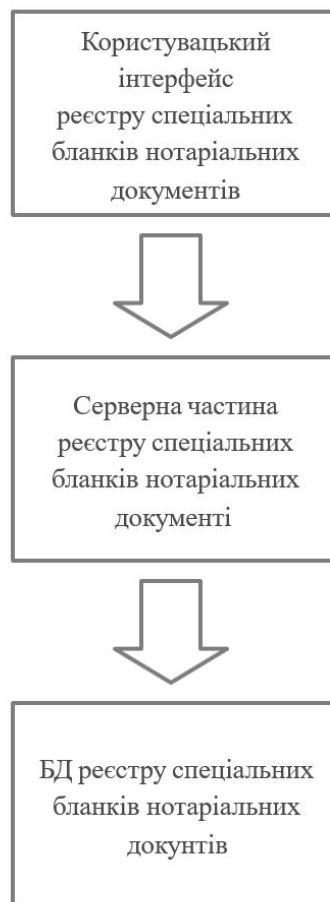 Користувацький
інтерфейс
реєстру спеціальних
бланків нотаріальних
документів
Серверна частина
реєстру спеціальних
бланків нотаріальних
документі
БД реєстру спеціальних
бланків нотаріальних
докунтів